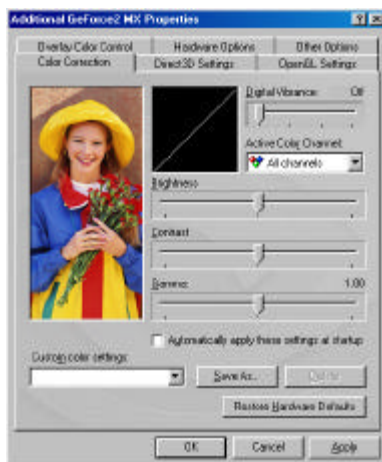 Additional GeForce2 MX Properties
Overlay Color Control
Hardware Options
Other Options
Color Correction
Direct3D Settings
OpenGL Settings
Digital Vibrance: Off
Active Color Channel:
All channels
Brightness
Contrast
Gamma: 1.00
Automatically apply these settings at startup
Custom color settings:
Save As...
Delete
Restore Hardware Defaults
OK
Cancel
Apply